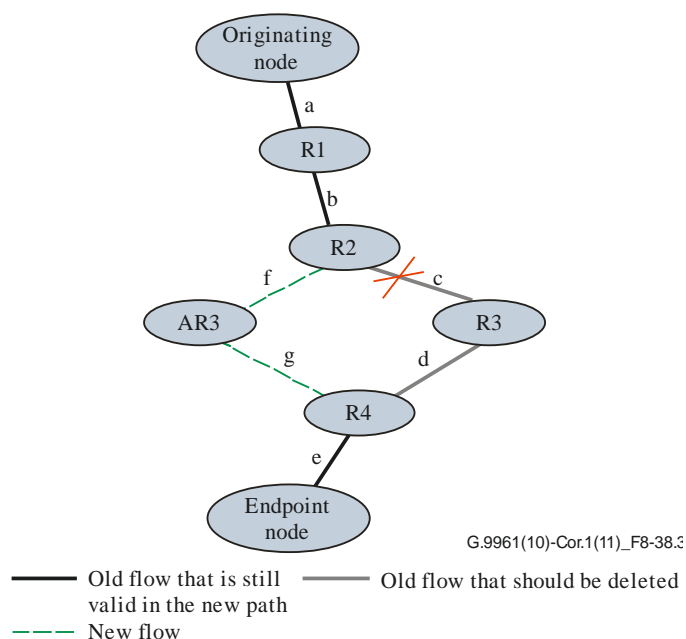 Originating
node
a
R1
b
R2
f
c
AR3
R3
g
d
R4
e
Endpoint
node
G.9961(10)-Cor.1(11)_F8-38.3
Old flow that is still
valid in the new path
Old flow that should be deleted
New flow